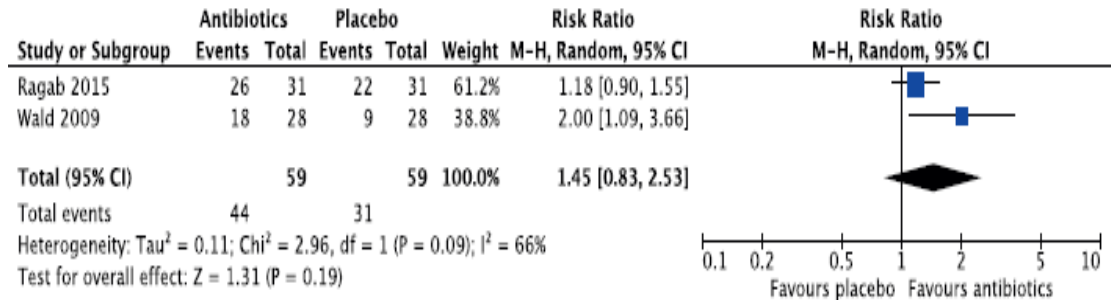 Antibiotics Placebo Risk Ratio Risk Ratio
Study or Subgroup Events Total Events Total Weight M-H, Random, 95% CI M-H, Random, 95% CI
Ragab 2015 26 31 22 31 61.2% 1.18 [0.90, 1.55]
Wald 2009 18 28 9 28 38.8% 2.00 [1.09, 3.66]
Total (95% CI) 59 59 100.0% 1.45 [0.83, 2.53]
Total events 44 31
Heterogeneity: Tau² = 0.11; Chi² = 2.96, df = 1 (P = 0.09); I² = 66%
Test for overall effect: Z = 1.31 (P = 0.19)
0.1 0.2 0.5 1 2 5 10
Favours placebo Favours antibiotics